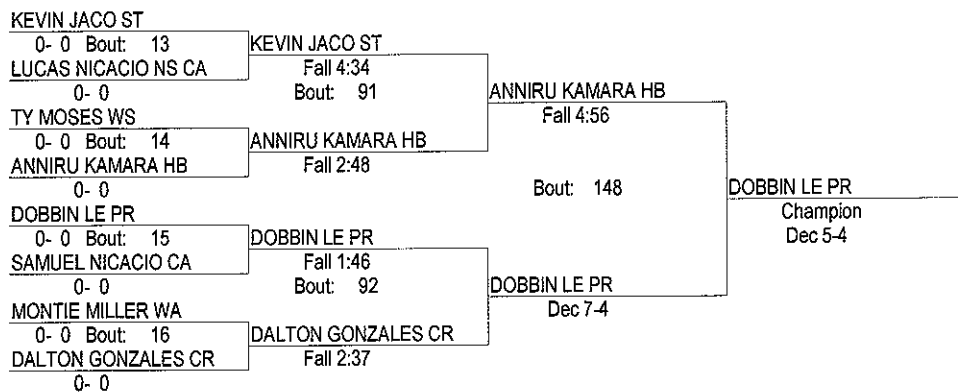 KEVIN JACO ST
0- 0 Bout: 13
LUCAS NICACIO NS CA
0- 0
TY MOSES WS
0- 0 Bout: 14
ANNIRU KAMARA HB
0- 0
DOBBIN LE PR
0- 0 Bout: 15
SAMUEL NICACIO CA
0- 0
MONTIE MILLER WA
0- 0 Bout: 16
DALTON GONZALES CR
0- 0
KEVIN JACO ST
Fall 4:34
Bout: 91
ANNIRU KAMARA HB
Fall 2:48
DOBBIN LE PR
Fall 1:46
Bout: 92
DALTON GONZALES CR
Fall 2:37
ANNIRU KAMARA HB
Fall 4:56
Bout: 148
DOBBIN LE PR
Dec 7-4
DOBBIN LE PR
Champion
Dec 5-4